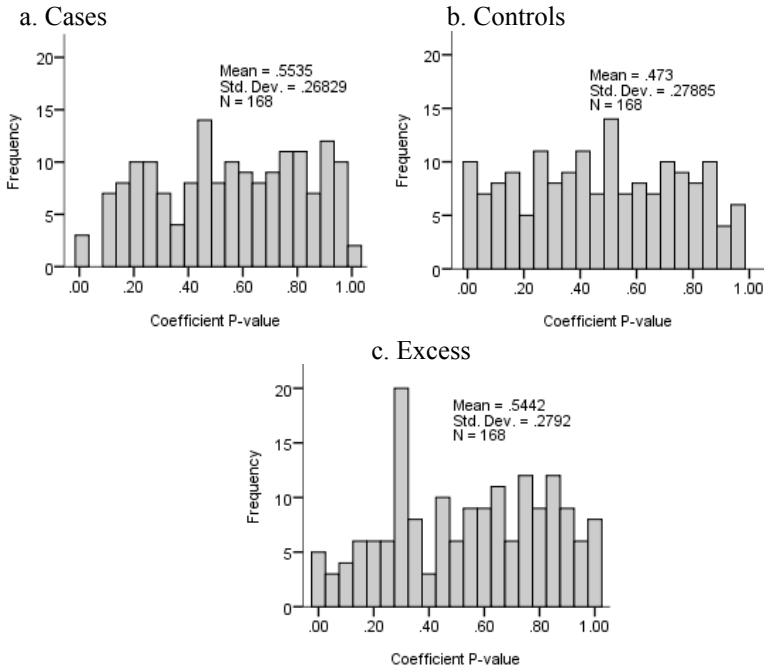 a. Cases
20
15
10
5
0
Frequency
Mean = .5535
Std. Dev. = .26829
N = 168
.00 .20 .40 .60 .80 1.00
Coefficient P-value
b. Controls
20
15
10
5
0
Frequency
Mean = .473
Std. Dev. = .27885
N = 168
.00 .20 .40 .60 .80 1.00
Coefficient P-value
c. Excess
20
15
10
5
0
Frequency
Mean = .5442
Std. Dev. = .2792
N = 168
.00 .20 .40 .60 .80 1.00
Coefficient P-value